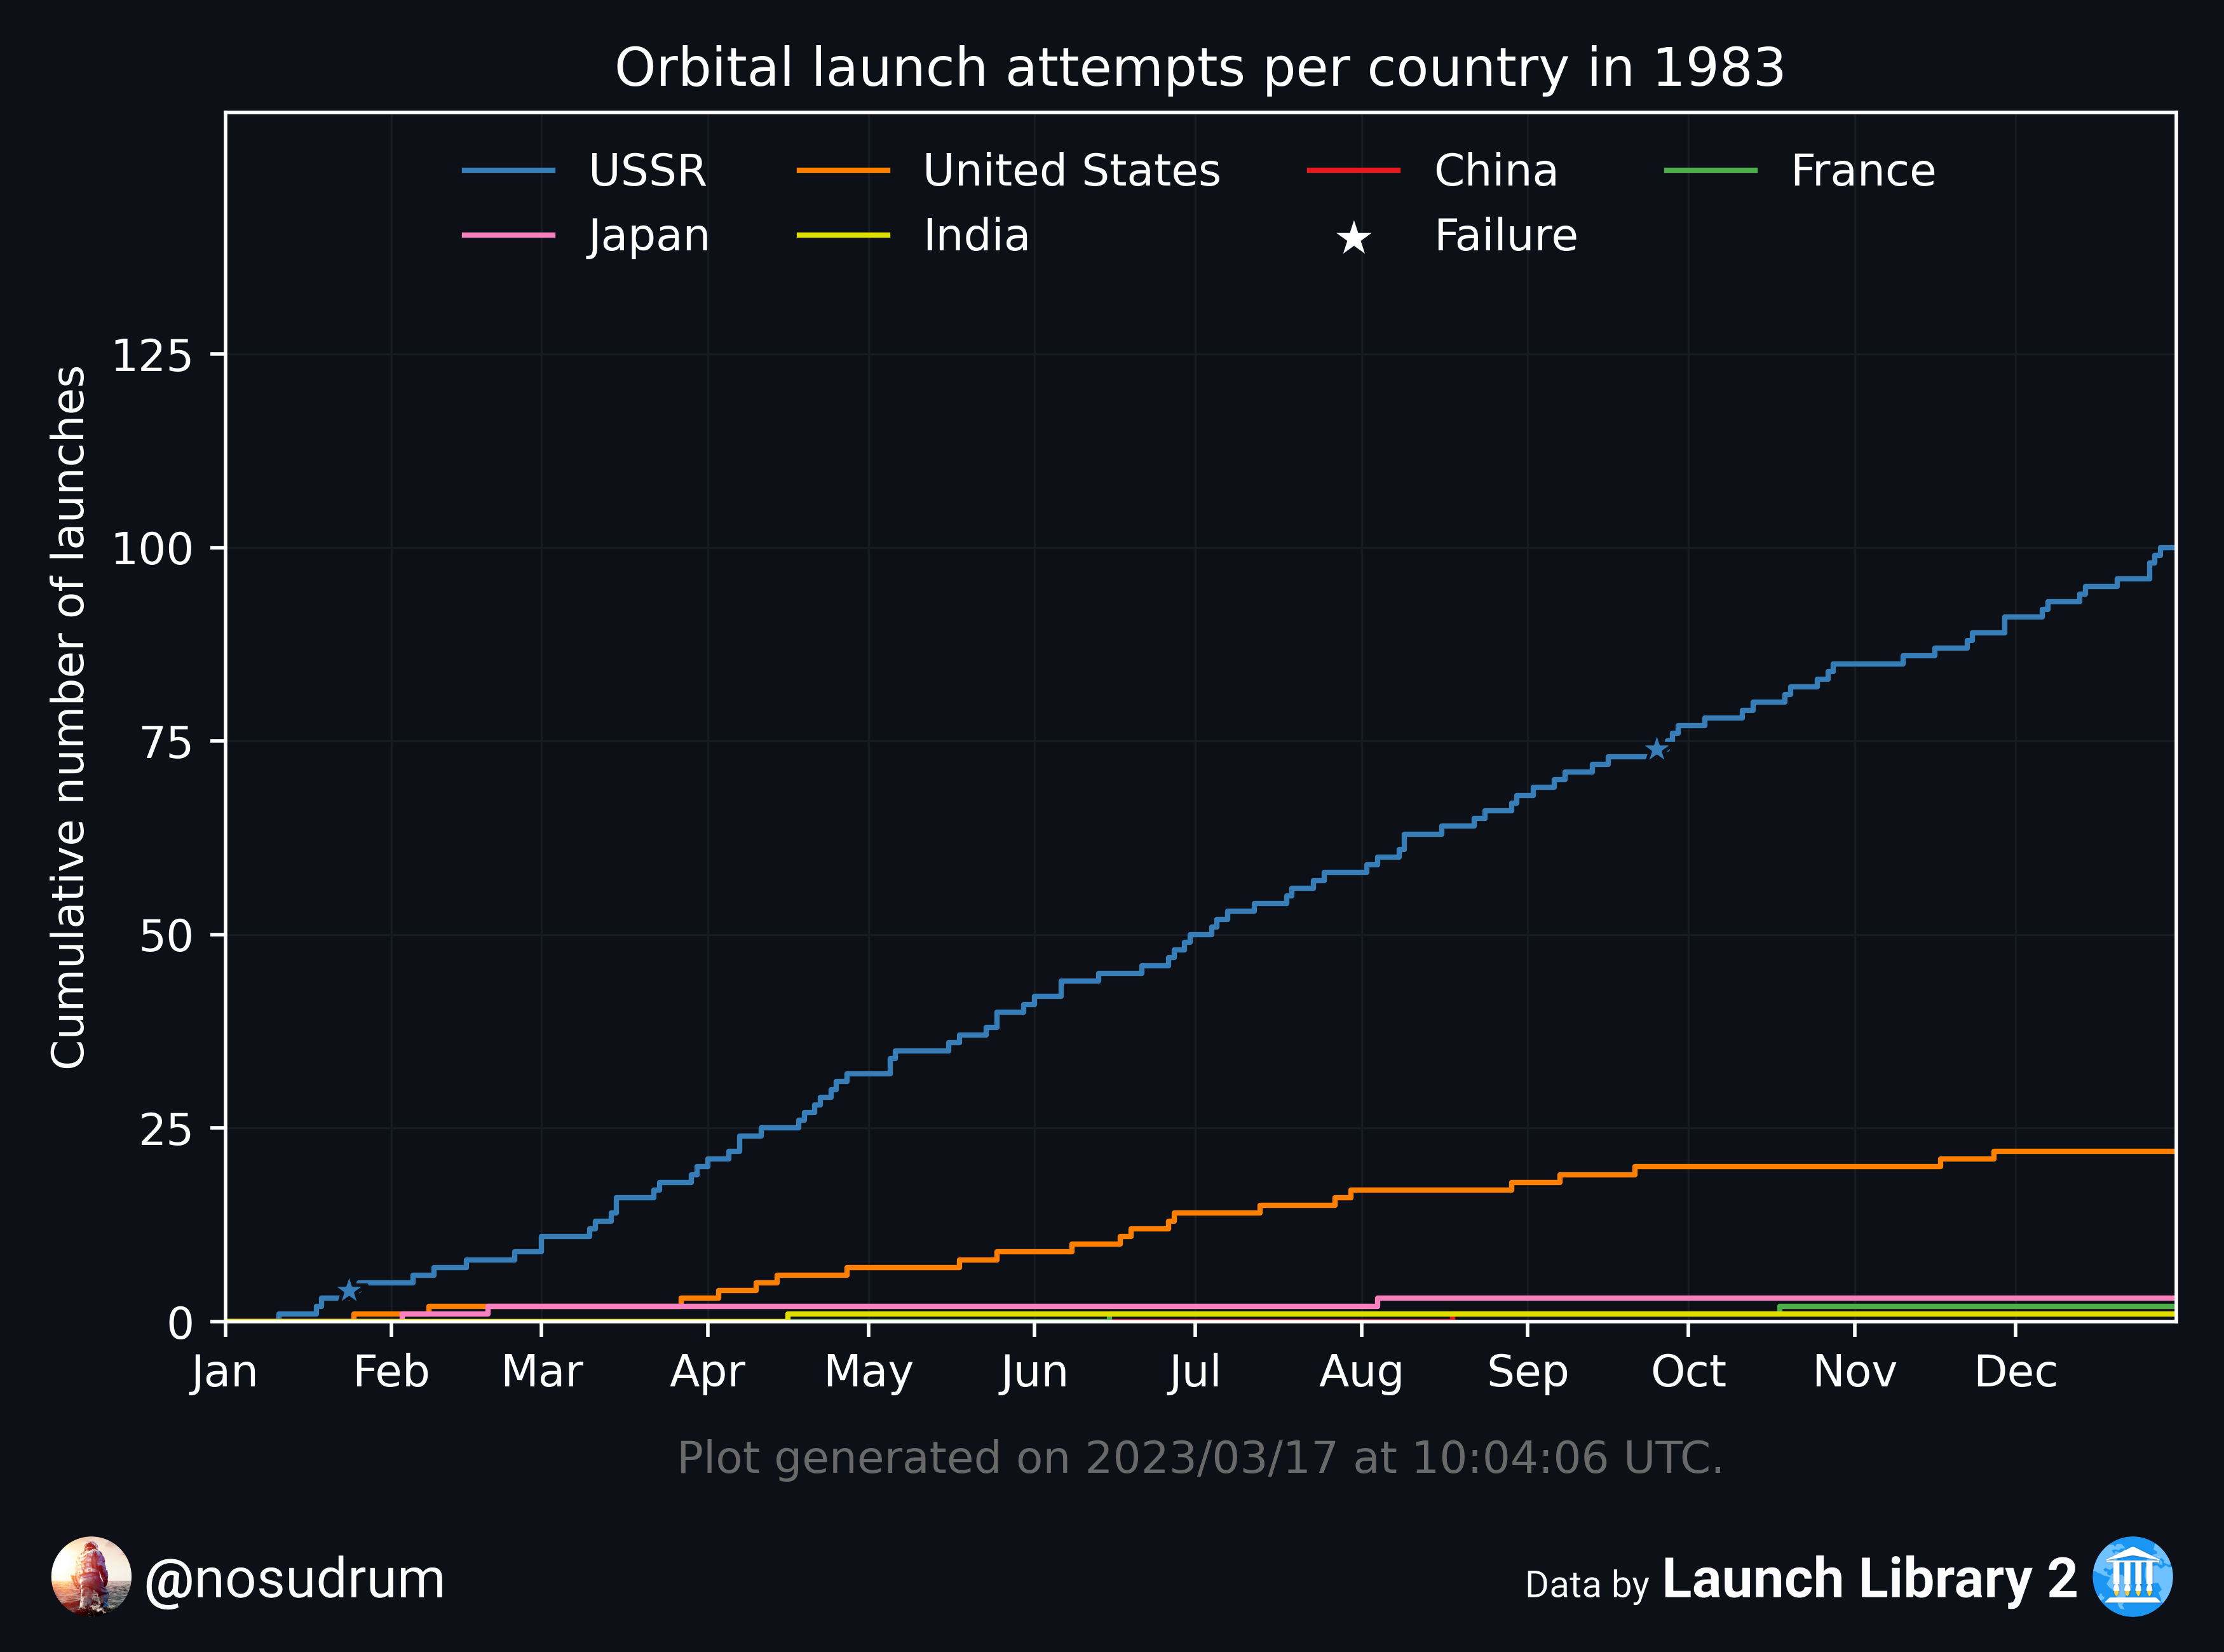 Orbital launch attempts per country in 1983
USSR United States China France
Japan India Failure
Cumulative number of launches
125
100
75
50
25
0
Jan Feb Mar Apr May Jun Jul Aug Sep Oct Nov Dec
Plot generated on 2023/03/17 at 10:04:06 UTC.
@nosudrum
Data by Launch Library 2